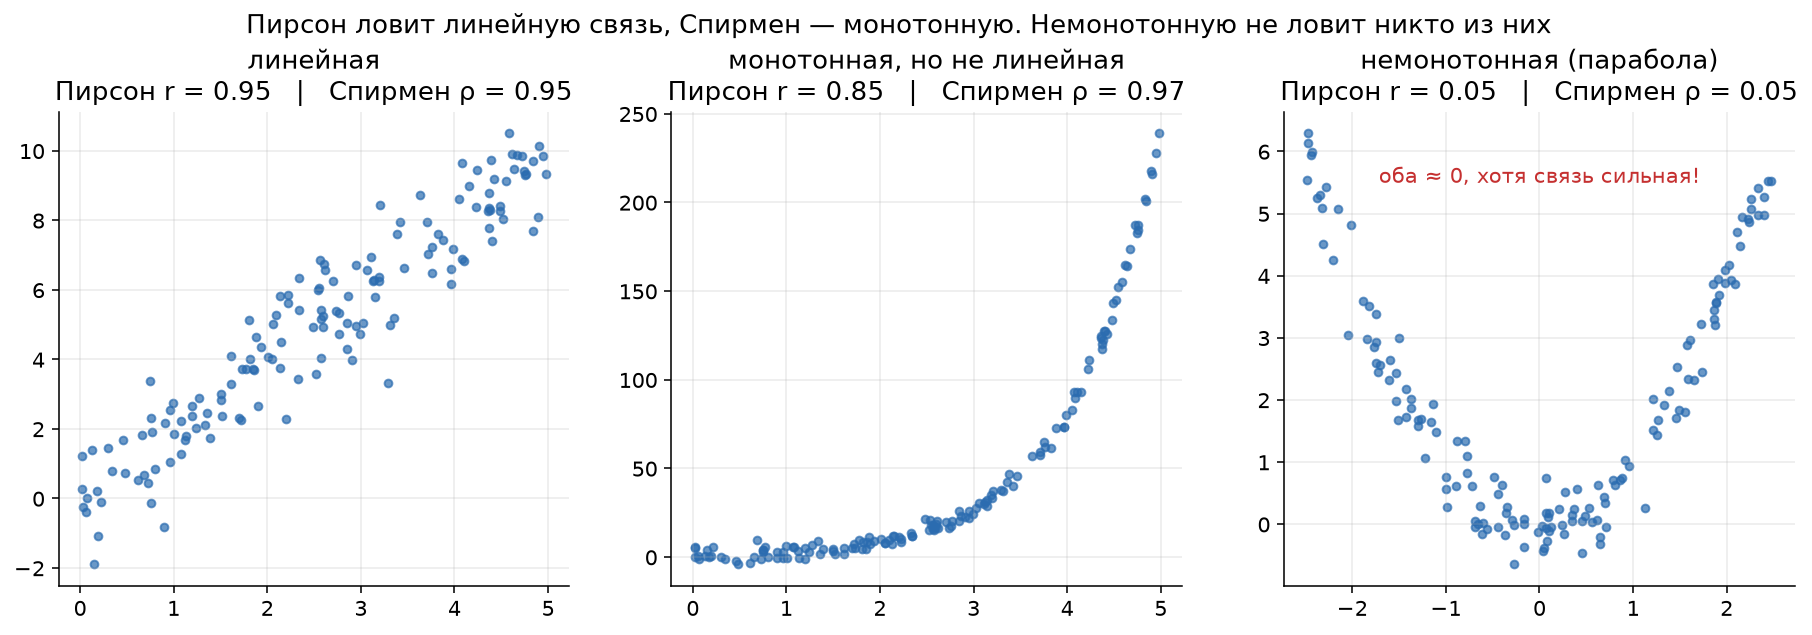 Пирсон ловит линейную связь, Спирмен — монотонную. Немонотонную не ловит никто из них
линейная
Пирсон r = 0.95 | Спирмен ρ = 0.95
10
8
6
4
2
0
−2
0 1 2 3 4 5
монотонная, но не линейная
Пирсон r = 0.85 | Спирмен ρ = 0.97
250
200
150
100
50
0
0 1 2 3 4 5
немонотонная (парабола)
Пирсон r = 0.05 | Спирмен ρ = 0.05
оба ≈ 0, хотя связь сильная!
6
5
4
3
2
1
0
−2 −1 0 1 2